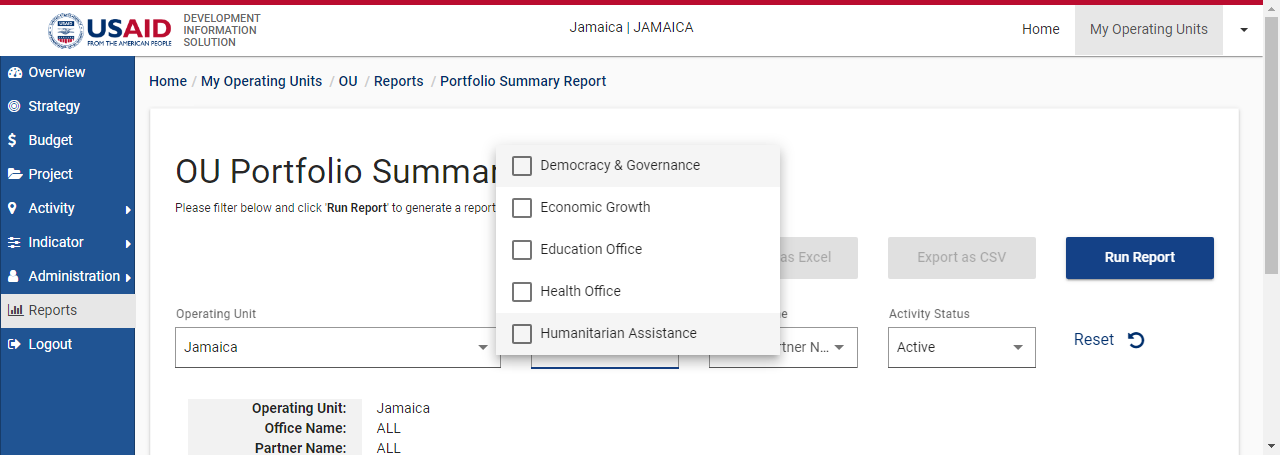 USAID
FROM THE AMERICAN PEOPLE
DEVELOPMENT
INFORMATION
SOLUTION
Jamaica | JAMAICA
Home
My Operating Units
Overview
Strategy
Budget
Project
Activity
Indicator
Administration
Reports
Logout
Home / My Operating Units / OU / Reports / Portfolio Summary Report
OU Portfolio Summar
Please filter below and click 'Run Report' to generate a report
Democracy & Governance
Economic Growth
Education Office
Health Office
Humanitarian Assistance
as Excel
Export as CSV
Run Report
Operating Unit
Jamaica
Activity Status
Active
Reset
Operating Unit: Jamaica
Office Name: ALL
Partner Name: ALL